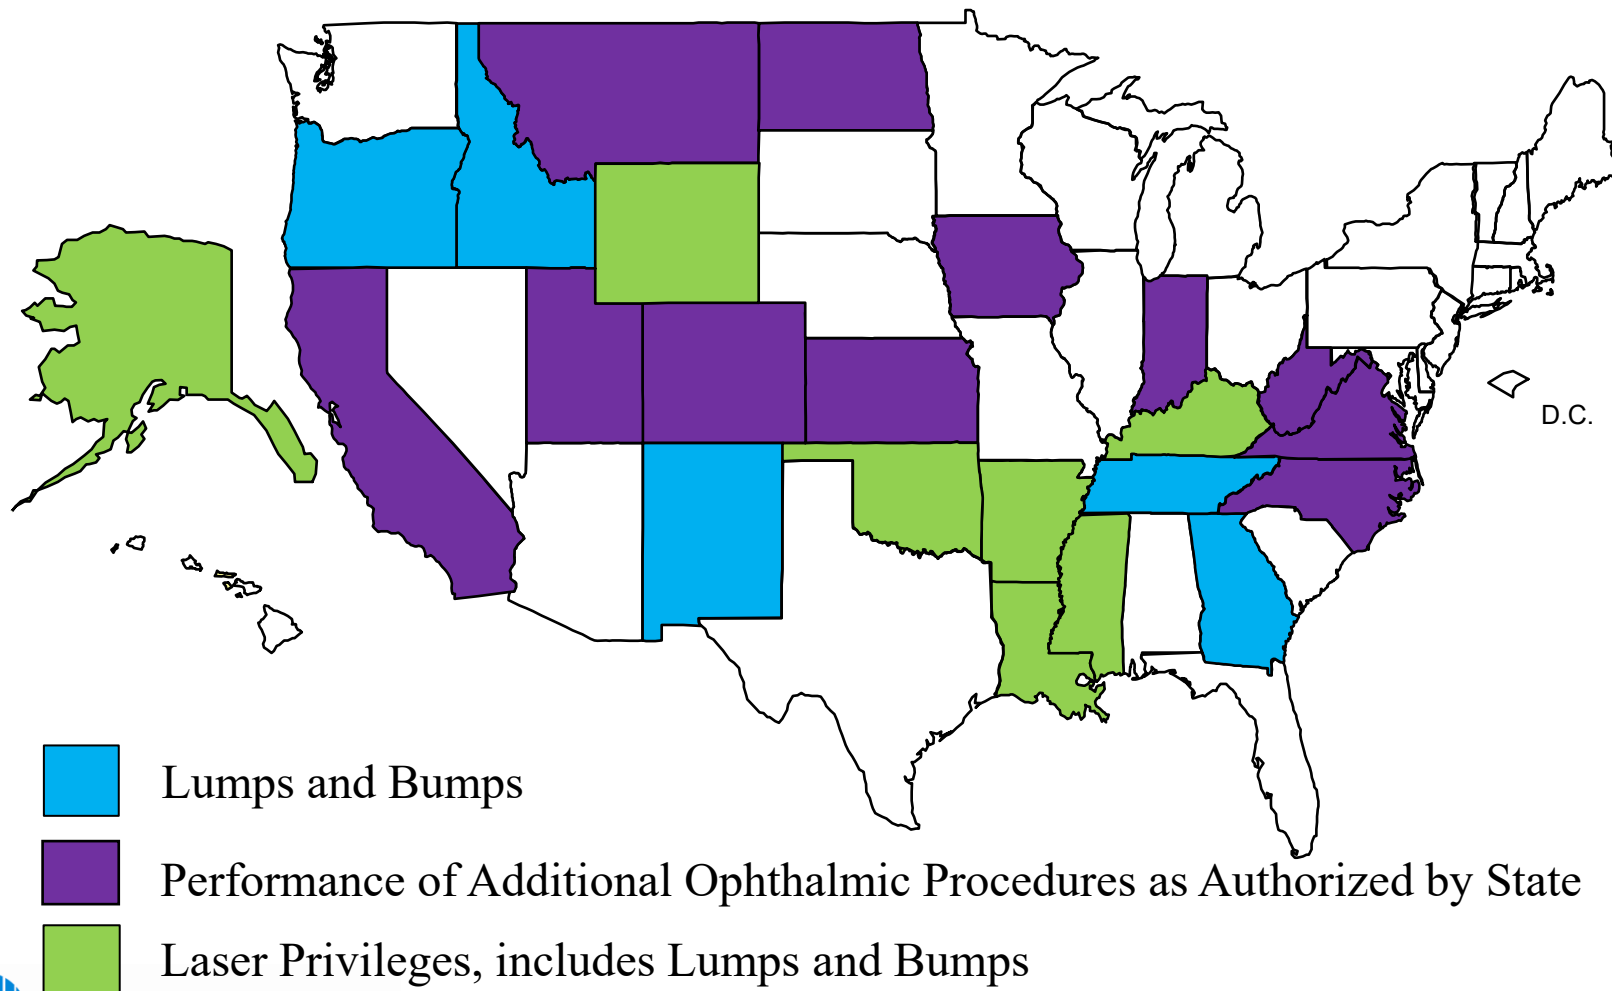 D.C.
Lumps and Bumps
Performance of Additional Ophthalmic Procedures as Authorized by State
Laser Privileges, includes Lumps and Bumps